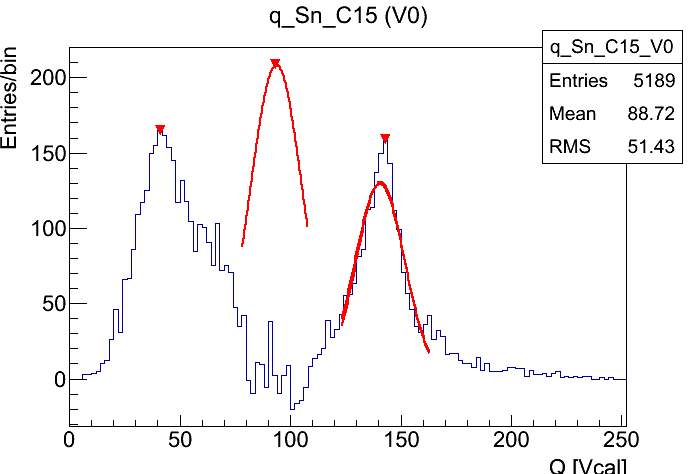 q_Sn_C15 (V0)
q_Sn_C15_V0
Entries 5189
Mean 88.72
RMS 51.43
Entries/bin
200
150
100
50
0
0 50 100 150 200 250
Q [Vcal]